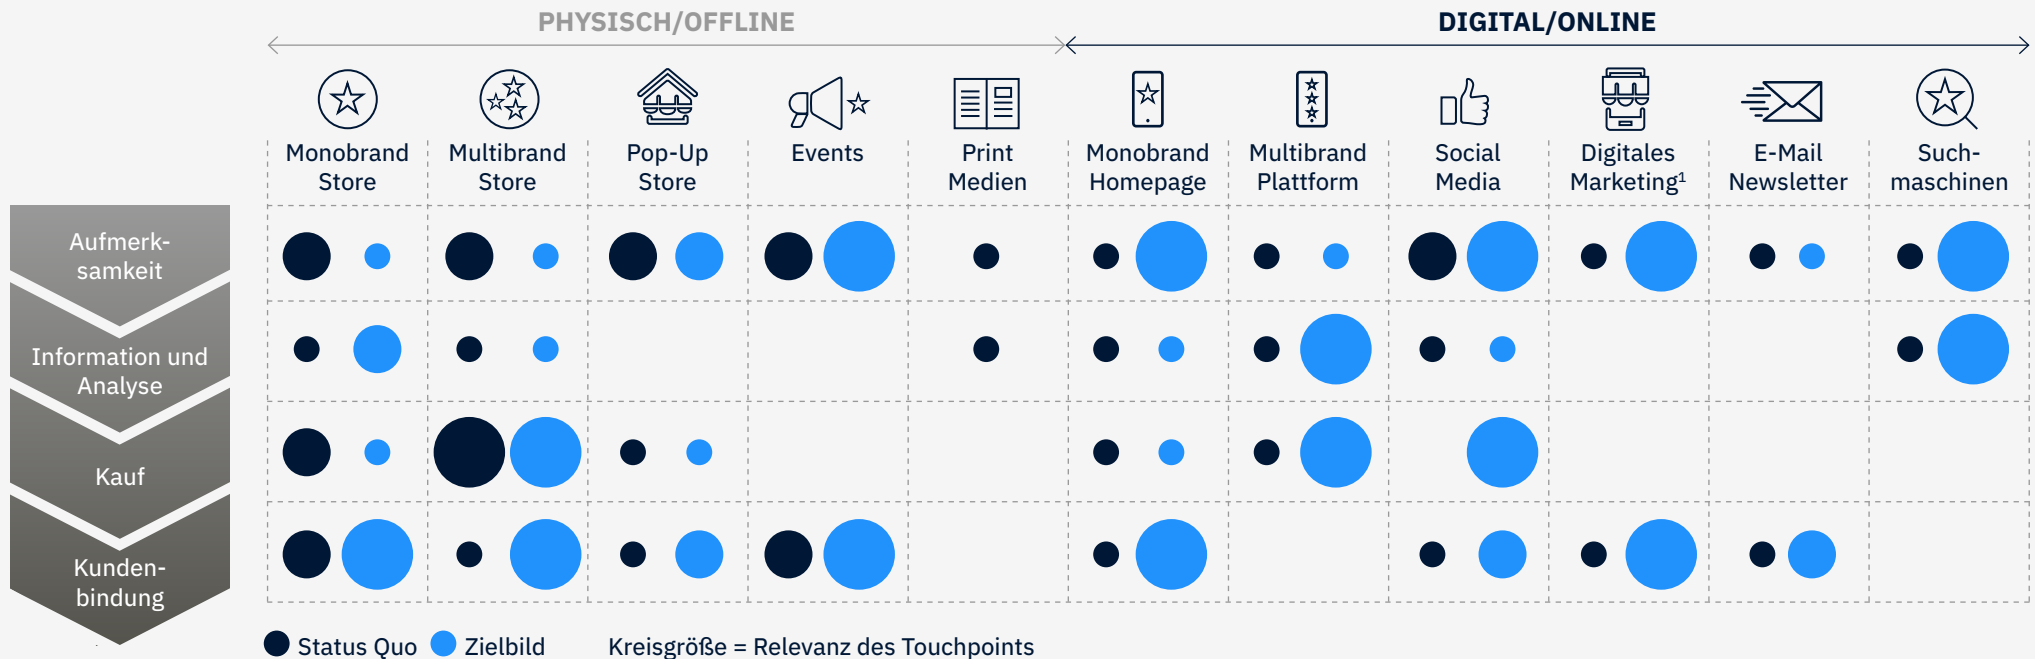 PHYSISCH/OFFLINE
DIGITAL/ONLINE
Monobrand
Store
Multibrand
Store
Pop-Up
Store
Events
Print
Medien
Monobrand
Homepage
Multibrand
Plattform
Social
Media
Digitales
Marketing¹
E-Mail
Newsletter
Such-
maschinen
Aufmerk-
samkeit
Information und
Analyse
Kauf
Kunden-
bindung
Status Quo
Zielbild
Kreisgröße = Relevanz des Touchpoints